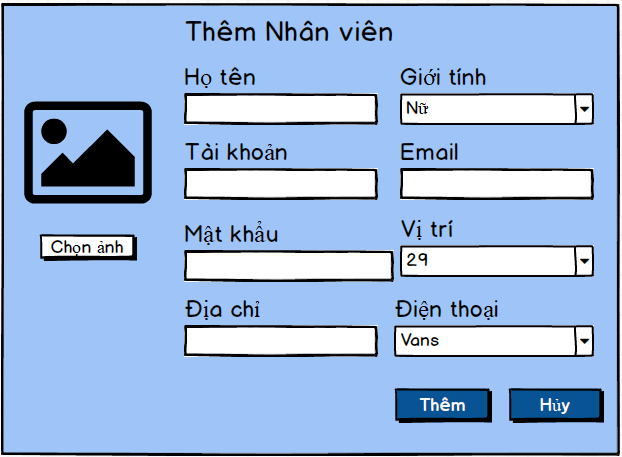 Thêm Nhân viên
Họ tên
Giới tính
Nữ
Tài khoản
Email
Chọn ảnh
Mật khẩu
Vị trí
29
Địa chỉ
Điện thoại
Vans
Thêm
Hủy